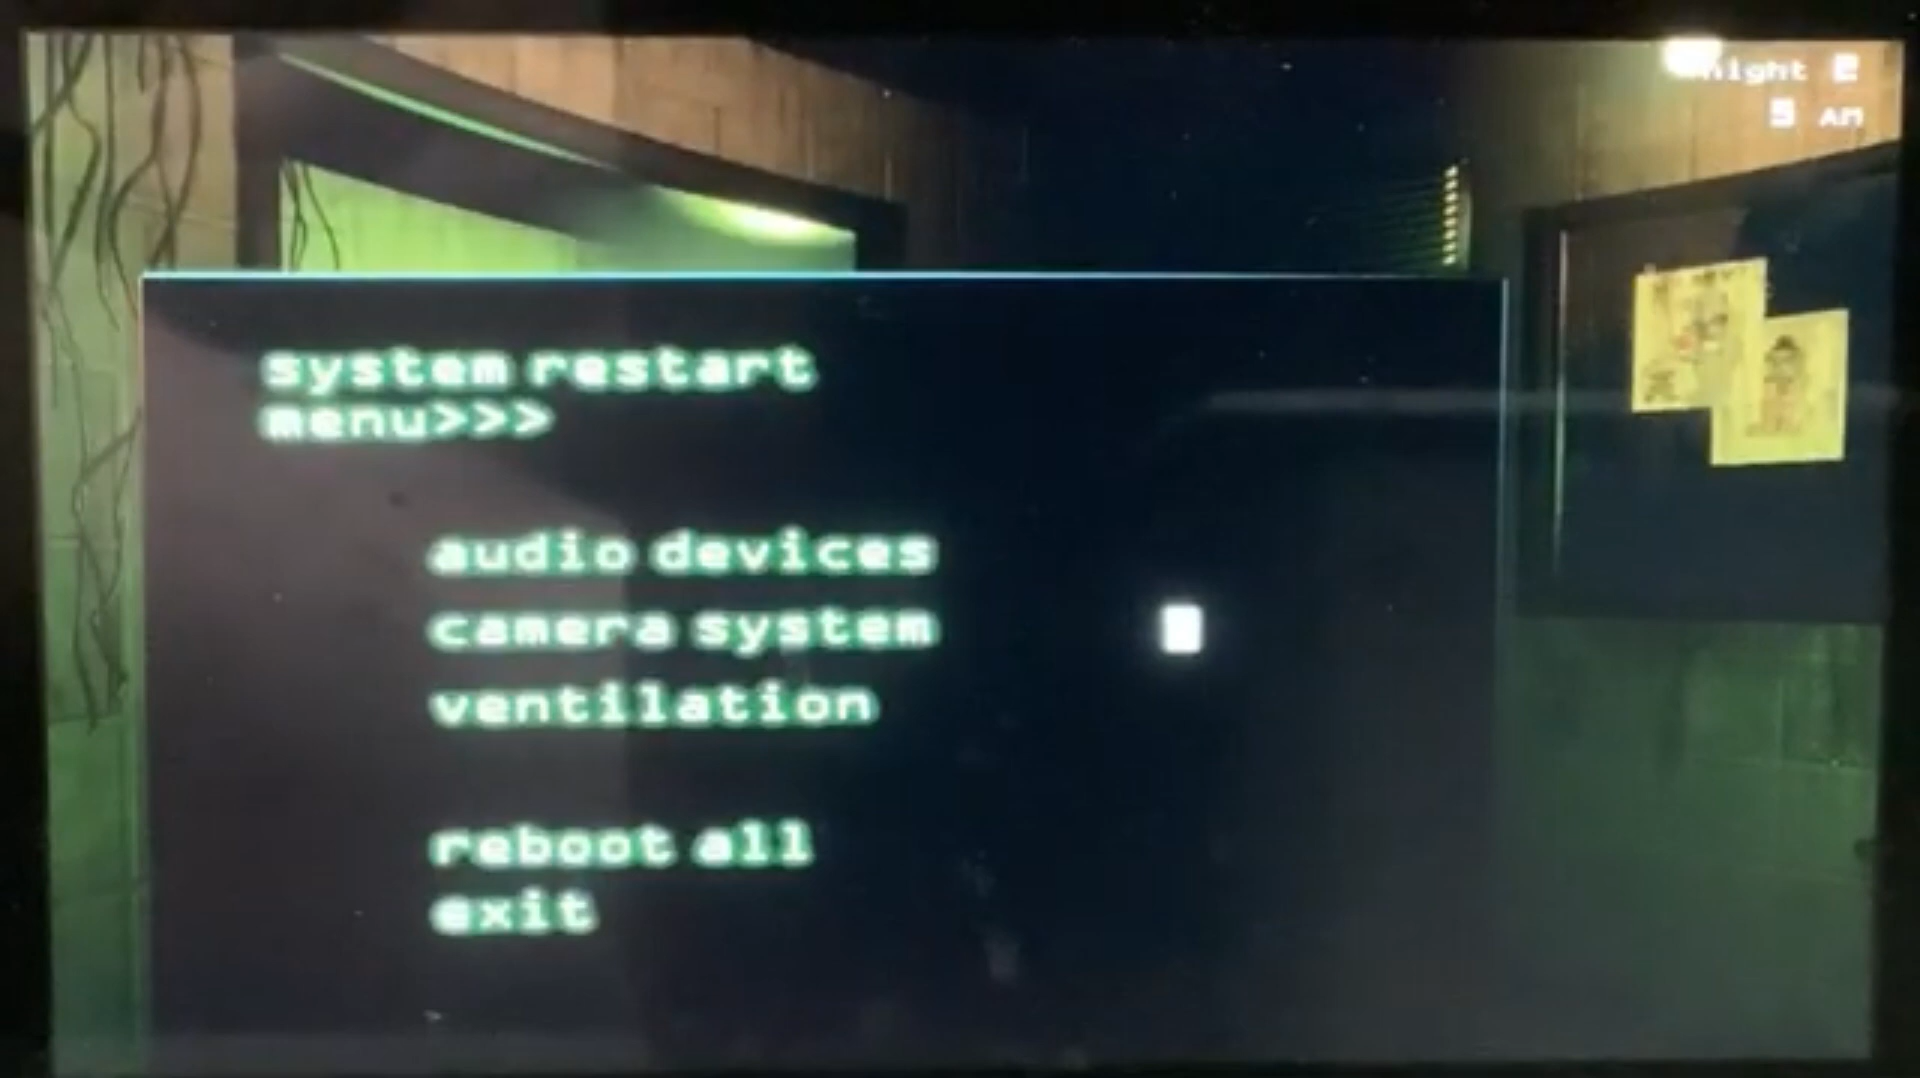 night 2
5 AM
system restart
menu>>>
audio devices
camera system
ventilation
reboot all
exit